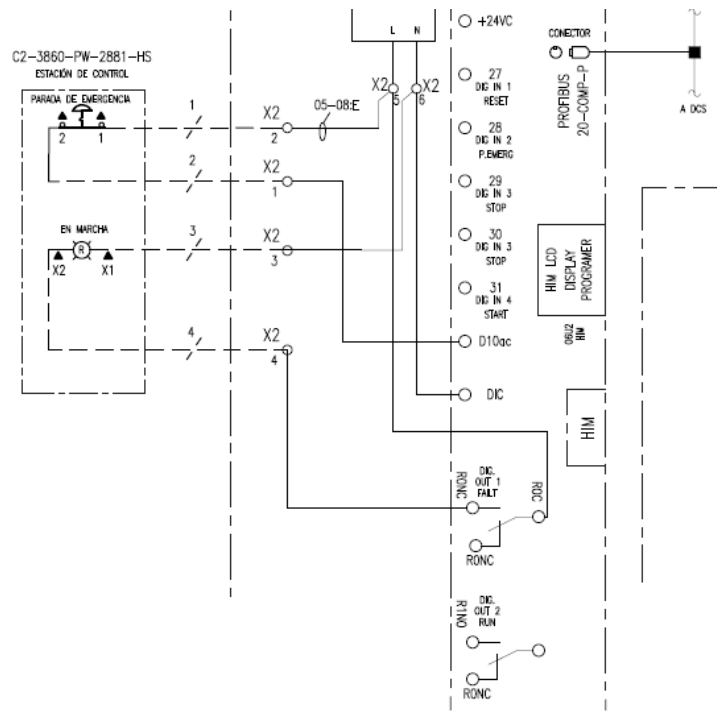 C2-3860-PW-2881-HS
ESTACIÓN DE CONTROL
PARADA DE EMERGENCIA
2 1
EN MARCHA
R
X2 X1
1
2
3
4
X2
2
X2
1
X2
3
X2
4
05-08:E
L N
X2 X2
5 6
+24VC
27
DIG IN 1
RESET
28
DIG IN 2
P.EMERG
29
DIG IN 3
STOP
30
DIG IN 3
STOP
31
DIG IN 4
START
D10ac
DIC
RONC
DIG.
OUT 1
FAILT
ROC
RONC
R1NO
DIG.
OUT 2
RUN
RONC
CONECTOR
PROFIBUS
20-COMP-P
A DCS
HIM LCD
DISPLAY
PROGRAMER
06U2
HIM
HIM